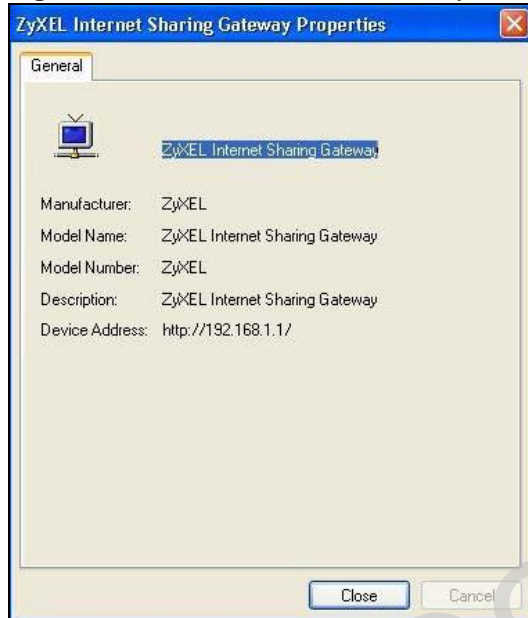 ZyXEL Internet Sharing Gateway Properties
General
ZyXEL Internet Sharing Gateway
Manufacturer: ZyXEL
Model Name: ZyXEL Internet Sharing Gateway
Model Number: ZyXEL
Description: ZyXEL Internet Sharing Gateway
Device Address: http://192.168.1.1/
Close Cancel